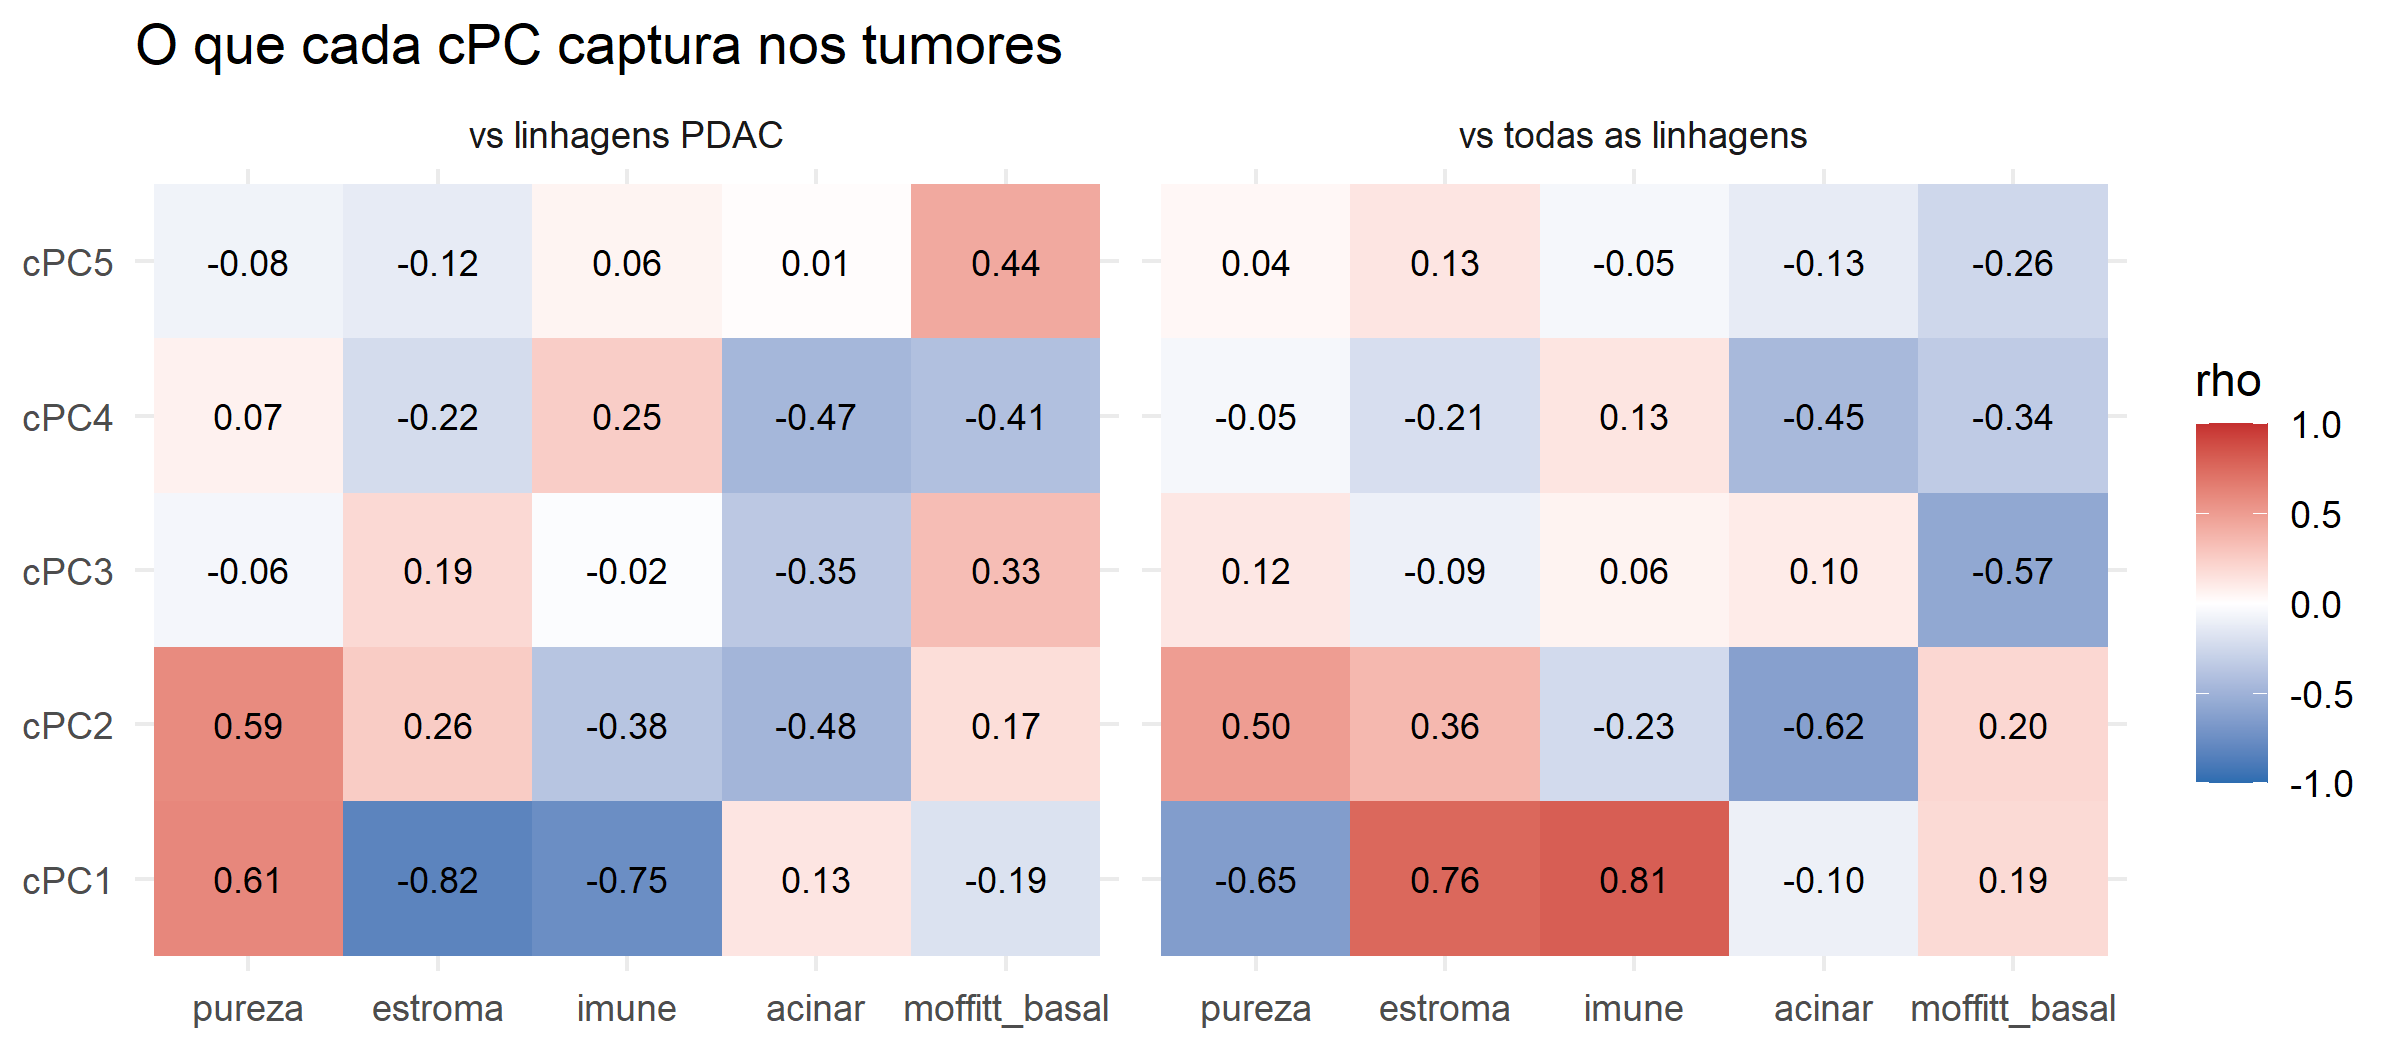 O que cada cPC captura nos tumores
vs linhagens PDAC
vs todas as linhagens
cPC5 -0.08 -0.12 0.06 0.01 0.44 0.04 0.13 -0.05 -0.13 -0.26
cPC4 0.07 -0.22 0.25 -0.47 -0.41 -0.05 -0.21 0.13 -0.45 -0.34
cPC3 -0.06 0.19 -0.02 -0.35 0.33 0.12 -0.09 0.06 0.10 -0.57
cPC2 0.59 0.26 -0.38 -0.48 0.17 0.50 0.36 -0.23 -0.62 0.20
cPC1 0.61 -0.82 -0.75 0.13 -0.19 -0.65 0.76 0.81 -0.10 0.19
pureza estroma imune acinar moffitt_basal pureza estroma imune acinar moffitt_basal
rho
1.0
0.5
0.0
-0.5
-1.0